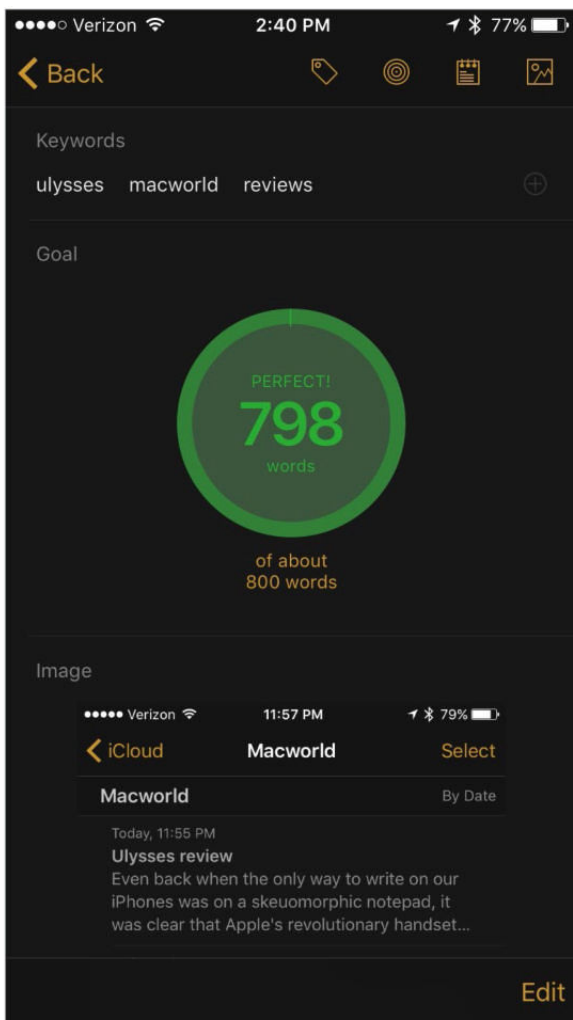 Verizon 2:40 PM 77%
Back
Keywords
ulysses macworld reviews
Goal
PERFECT!
798
words
of about
800 words
Image
Verizon 11:57 PM 79%
iCloud Macworld Select
Macworld By Date
Today, 11:55 PM
Ulysses review
Even back when the only way to write on our
iPhones was on a skeuomorphic notepad, it
was clear that Apple's revolutionary handset...
Edit